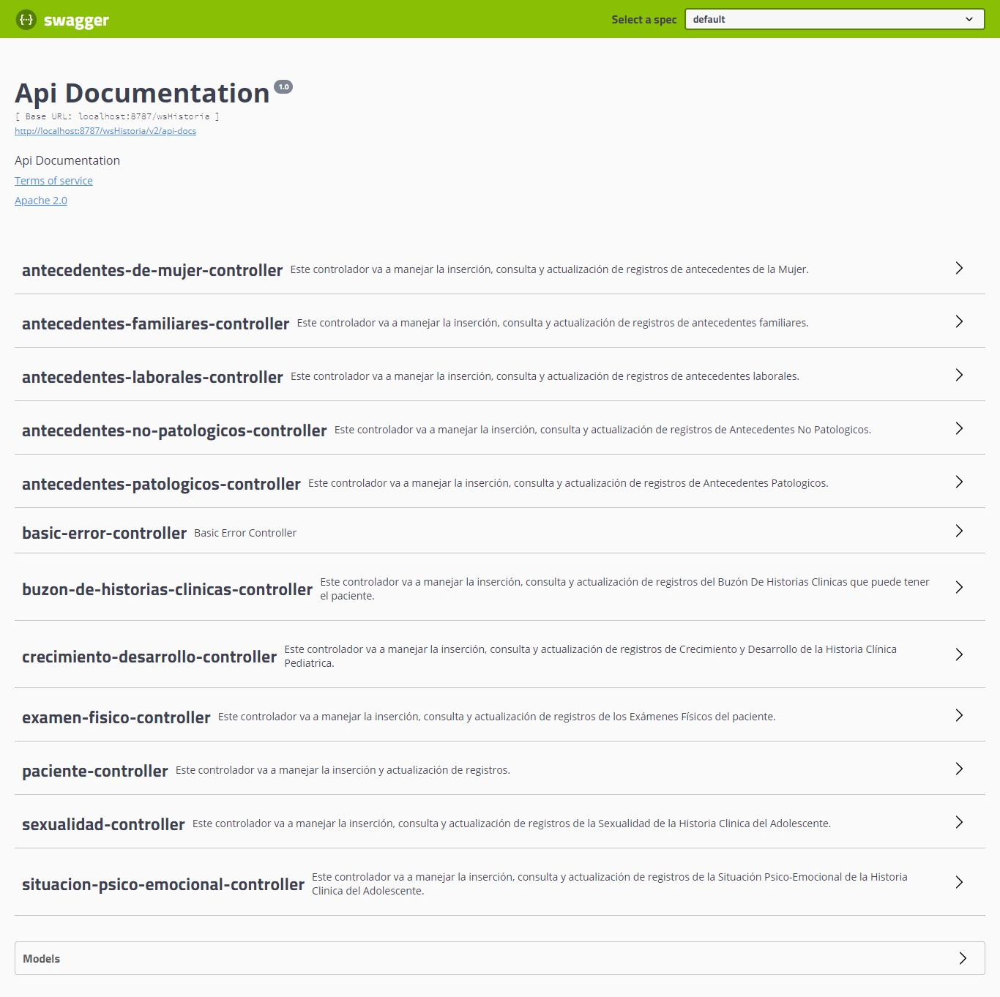 {···} swagger
Select a spec
default
Api Documentation 1.0
[ Base URL: localhost:8787/wsHistoria ]
http://localhost:8787/wsHistoria/v2/api-docs
Api Documentation
Terms of service
Apache 2.0
antecedentes-de-mujer-controller Este controlador va a manejar la inserción, consulta y actualización de registros de antecedentes de la Mujer.
antecedentes-familiares-controller Este controlador va a manejar la inserción, consulta y actualización de registros de antecedentes familiares.
antecedentes-laborales-controller Este controlador va a manejar la inserción, consulta y actualización de registros de antecedentes laborales.
antecedentes-no-patologicos-controller Este controlador va a manejar la inserción, consulta y actualización de registros de Antecedentes No Patologicos.
antecedentes-patologicos-controller Este controlador va a manejar la inserción, consulta y actualización de registros de Antecedentes Patologicos.
basic-error-controller Basic Error Controller
buzon-de-historias-clinicas-controller Este controlador va a manejar la inserción, consulta y actualización de registros del Buzón De Historias Clinicas que puede tener
el paciente.
crecimiento-desarrollo-controller Este controlador va a manejar la inserción, consulta y actualización de registros de Crecimiento y Desarrollo de la Historia Clínica
Pediatrica.
examen-fisico-controller Este controlador va a manejar la inserción, consulta y actualización de registros de los Exámenes Físicos del paciente.
paciente-controller Este controlador va a manejar la inserción y actualización de registros.
sexualidad-controller Este controlador va a manejar la inserción, consulta y actualización de registros de la Sexualidad de la Historia Clinica del Adolescente.
situacion-psico-emocional-controller Este controlador va a manejar la inserción, consulta y actualización de registros de la Situación Psico-Emocional de la Historia
Clinica del Adolescente.
Models